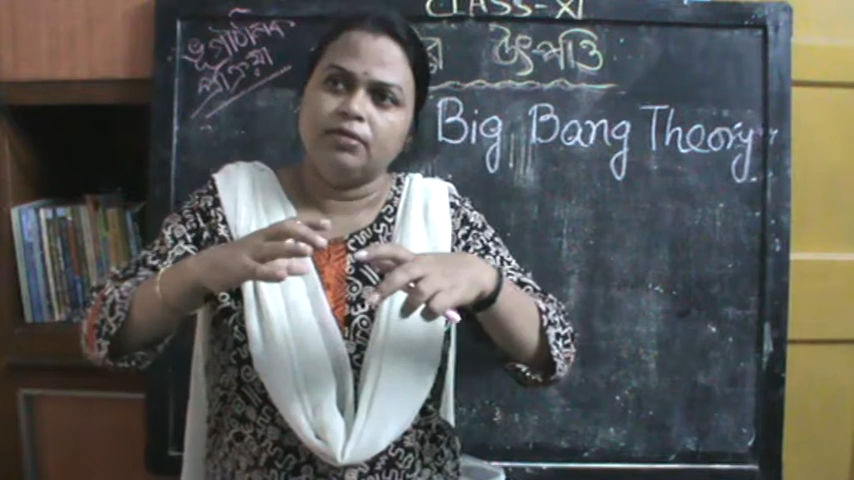 CLASS-XI
ভূগাঠনিক
প্রক্রিয়া
র উৎপত্তি
Big Bang Theory